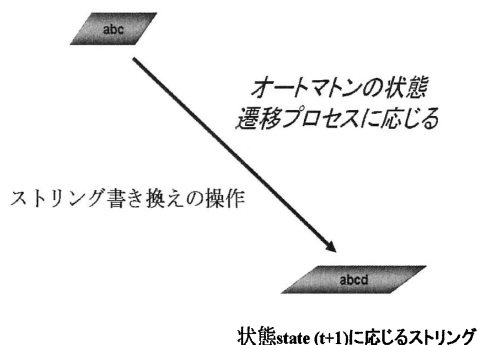 abc
オートマトンの状態
遷移プロセスに応じる
ストリング書き換えの操作
abcd
状態state (t+1)に応じるストリング